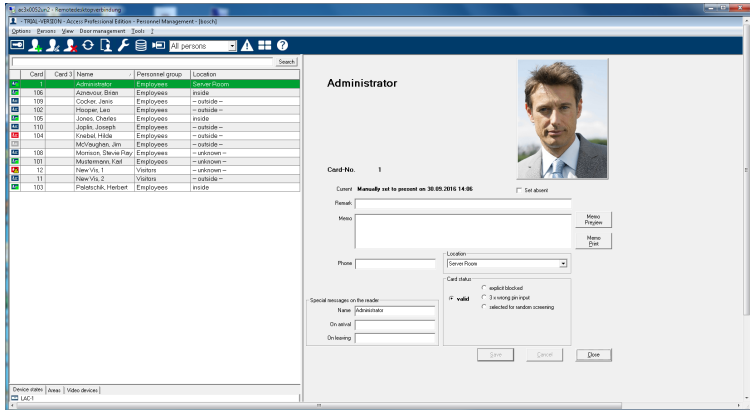 ac3x0052un2 - Remotedesktopverbindung
- TRIAL-VERSION - Access Professional Edition - Personnel Management - [bosch]
Options Persons View Door management Tools ?
All persons
Search
Card Card 3 Name Personnel group Location
1 Administrator Employees Server Room
106 Aznavour, Brian Employees inside
109 Cocker, Janis Employees -- outside --
102 Hooper, Leo Employees -- outside --
105 Jones, Charles Employees inside
110 Joplin, Joseph Employees -- outside --
104 Knebel, Hilde Employees -- unknown --
McVaughan, Jim Employees -- outside --
108 Morrison, Stevie Ray Employees -- unknown --
101 Mustermann, Karl Employees -- unknown --
12 New Vis, 1 Visitors -- unknown --
11 New Vis, 2 Visitors -- outside --
103 Palatschik, Herbert Employees inside
Administrator
Card-No. 1
Current Manually set to present on 30.09.2016 14:06
Set absent
Remark
Memo
Memo Preview
Memo Print
Phone
Location
Server Room
Card status
valid
explicit blocked
3 x wrong pin input
selected for random screening
Special messages on the reader
Name Administrator
On arrival
On leaving
Save Cancel Close
Device states Areas Video devices
LAC-1